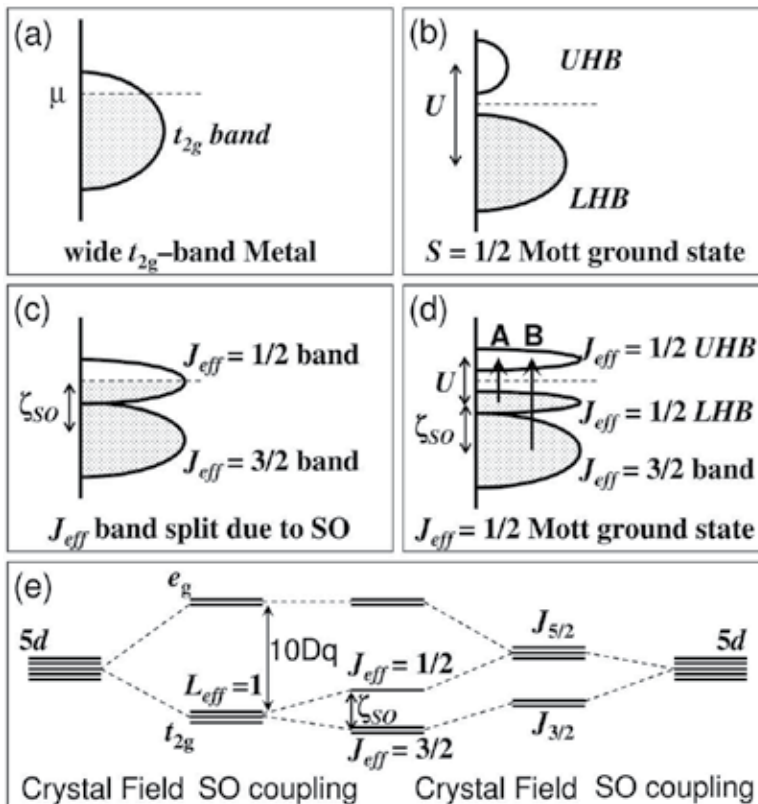 (a)
μ
t2g band
wide t2g–band Metal
(b)
UHB
U
LHB
S = 1/2 Mott ground state
(c)
Jeff = 1/2 band
ζSO
Jeff = 3/2 band
Jeff band split due to SO
(d)
A B
Jeff = 1/2 UHB
U
Jeff = 1/2 LHB
ζSO
Jeff = 3/2 band
Jeff = 1/2 Mott ground state
(e)
eg
5d
10Dq
J5/2
5d
Leff=1
Jeff = 1/2
t2g
ζSO
Jeff = 3/2
J3/2
Crystal Field SO coupling Crystal Field SO coupling